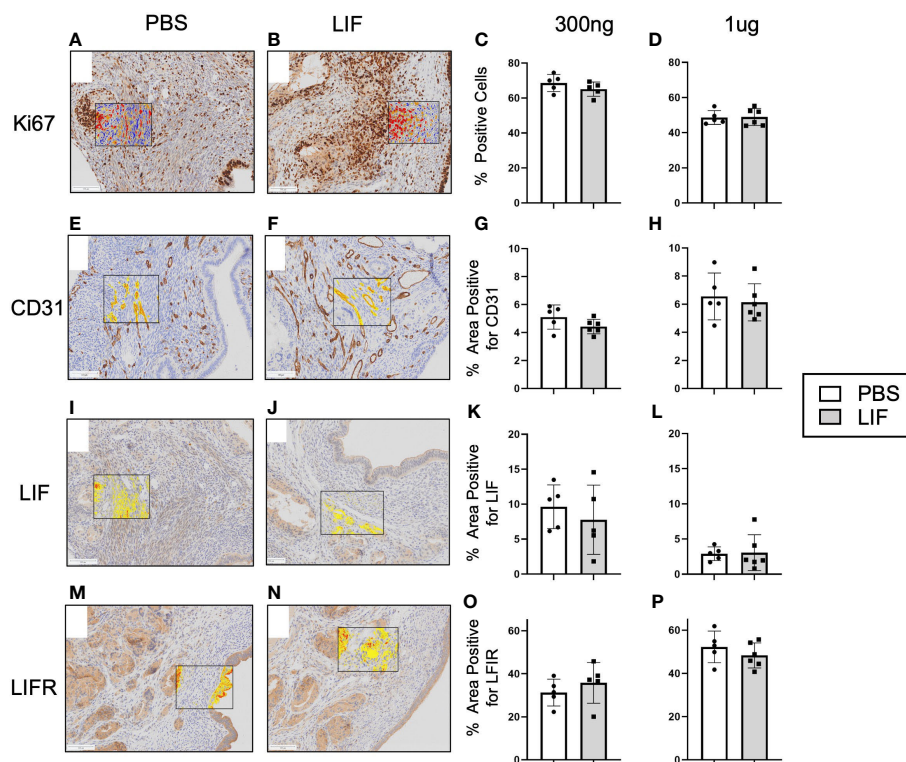 PBS LIF 300ng 1ug
A B C D
Ki67
% Positive Cells
80
60
40
20
0
80
60
40
20
0
E F G H
CD31
% Area Positive
for CD31
10
8
6
4
2
0
10
8
6
4
2
0
PBS
LIF
I J K L
LIF
% Area Positive
for LIF
20
15
10
5
0
20
15
10
5
0
M N O P
LIFR
% Area Positive
for LFIR
60
40
20
0
60
40
20
0